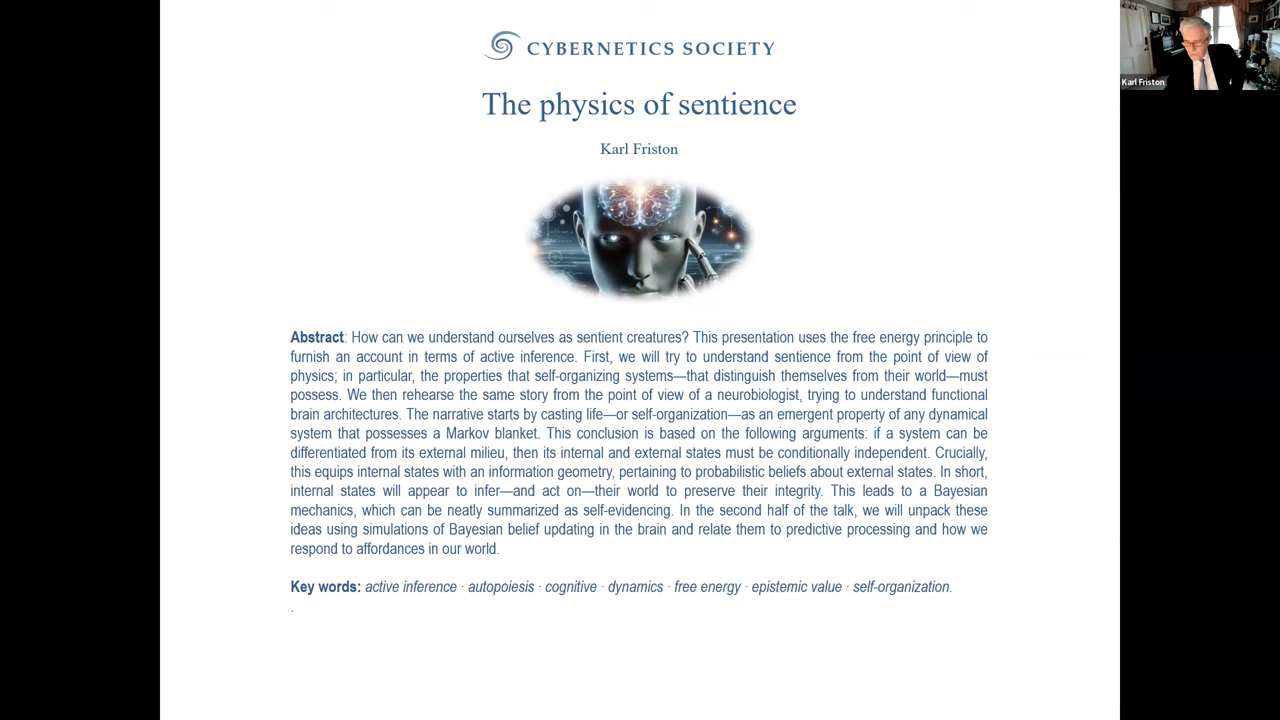 CYBERNETICS SOCIETY
The physics of sentience
Karl Friston
Abstract: How can we understand ourselves as sentient creatures? This presentation uses the free energy principle to
furnish an account in terms of active inference. First, we will try to understand sentience from the point of view of
physics; in particular, the properties that self-organizing systems—that distinguish themselves from their world—must
possess. We then rehearse the same story from the point of view of a neurobiologist, trying to understand functional
brain architectures. The narrative starts by casting life—or self-organization—as an emergent property of any dynamical
system that possesses a Markov blanket. This conclusion is based on the following arguments: if a system can be
differentiated from its external milieu, then its internal and external states must be conditionally independent. Crucially,
this equips internal states with an information geometry, pertaining to probabilistic beliefs about external states. In short,
internal states will appear to infer—and act on—their world to preserve their integrity. This leads to a Bayesian
mechanics, which can be neatly summarized as self-evidencing. In the second half of the talk, we will unpack these
ideas using simulations of Bayesian belief updating in the brain and relate them to predictive processing and how we
respond to affordances in our world.
Key words: active inference · autopoiesis · cognitive · dynamics · free energy · epistemic value · self-organization.
.
Karl Friston